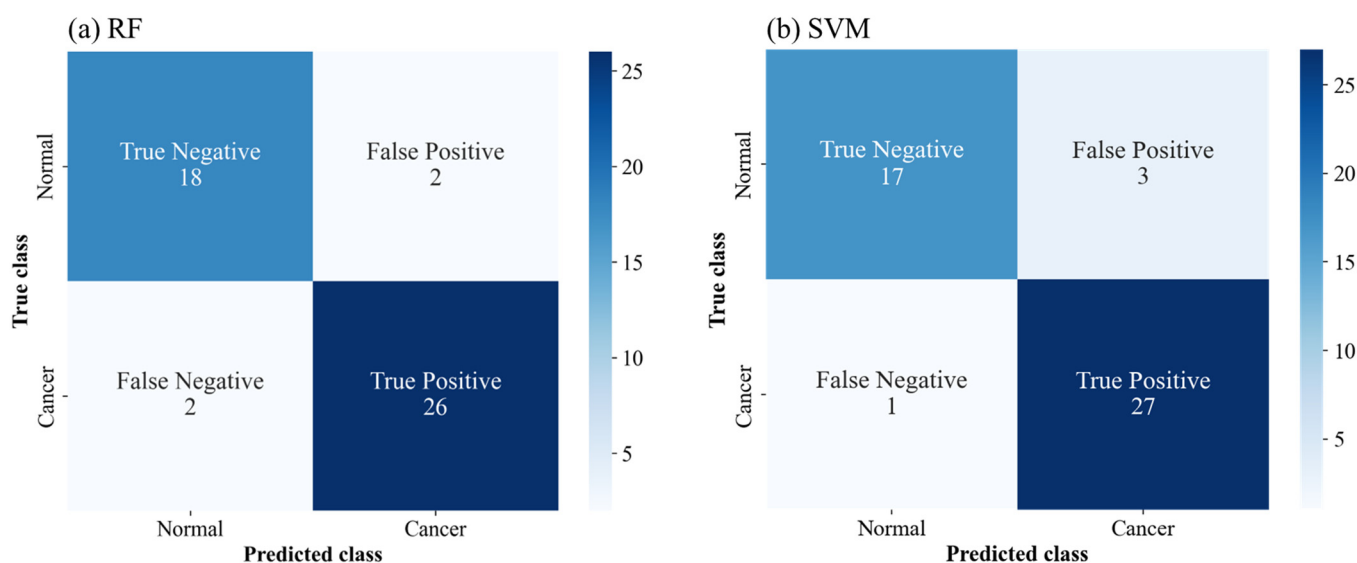 (a) RF
True Negative
18
False Positive
2
False Negative
2
True Positive
26
Normal
Cancer
True class
Normal
Cancer
Predicted class
25
20
15
10
5
(b) SVM
True Negative
17
False Positive
3
False Negative
1
True Positive
27
Normal
Cancer
True class
Normal
Cancer
Predicted class
25
20
15
10
5